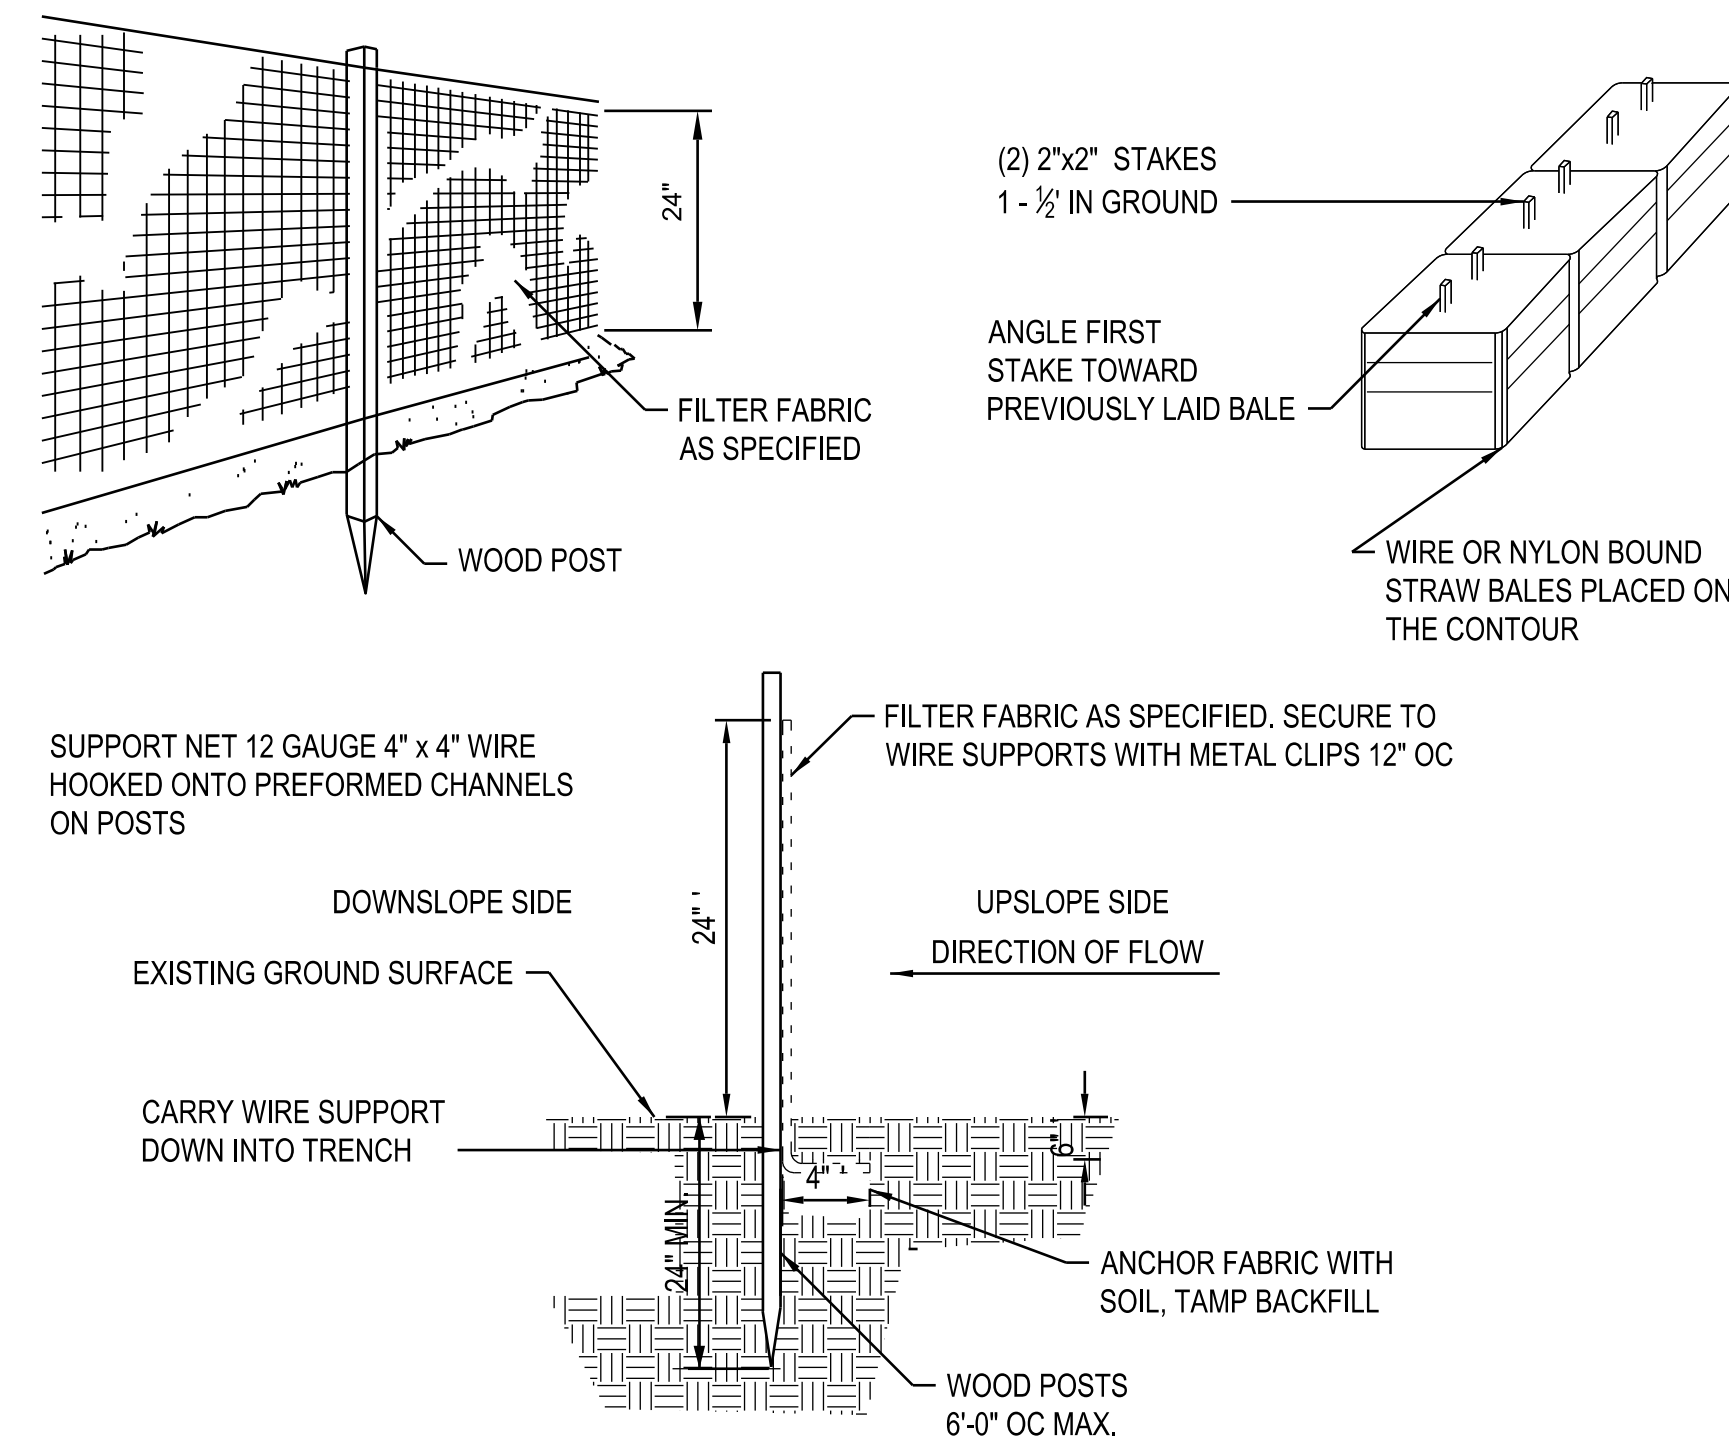 24"
FILTER FABRIC
AS SPECIFIED
WOOD POST
(2) 2"x2" STAKES
1 - ½' IN GROUND
ANGLE FIRST
STAKE TOWARD
PREVIOUSLY LAID BALE
WIRE OR NYLON BOUND
STRAW BALES PLACED ON
THE CONTOUR
SUPPORT NET 12 GAUGE 4" x 4" WIRE
HOOKED ONTO PREFORMED CHANNELS
ON POSTS
FILTER FABRIC AS SPECIFIED. SECURE TO
WIRE SUPPORTS WITH METAL CLIPS 12" OC
24"
DOWNSLOPE SIDE
UPSLOPE SIDE
DIRECTION OF FLOW
EXISTING GROUND SURFACE
CARRY WIRE SUPPORT
DOWN INTO TRENCH
6"
4"
24" MIN.
ANCHOR FABRIC WITH
SOIL, TAMP BACKFILL
WOOD POSTS
6'-0" OC MAX.